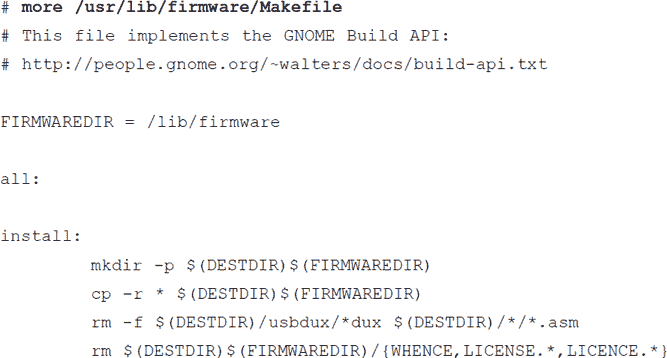 # more /usr/lib/firmware/Makefile
# This file implements the GNOME Build API:
# http://people.gnome.org/~walters/docs/build-api.txt
FIRMWAREDIR = /lib/firmware
all:
install:
mkdir -p $(DESTDIR)$(FIRMWAREDIR)
cp -r * $(DESTDIR)$(FIRMWAREDIR)
rm -f $(DESTDIR)/usbdux/*dux $(DESTDIR)/*/*.asm
rm $(DESTDIR)$(FIRMWAREDIR)/{WHENCE,LICENSE.*,LICENCE.*}